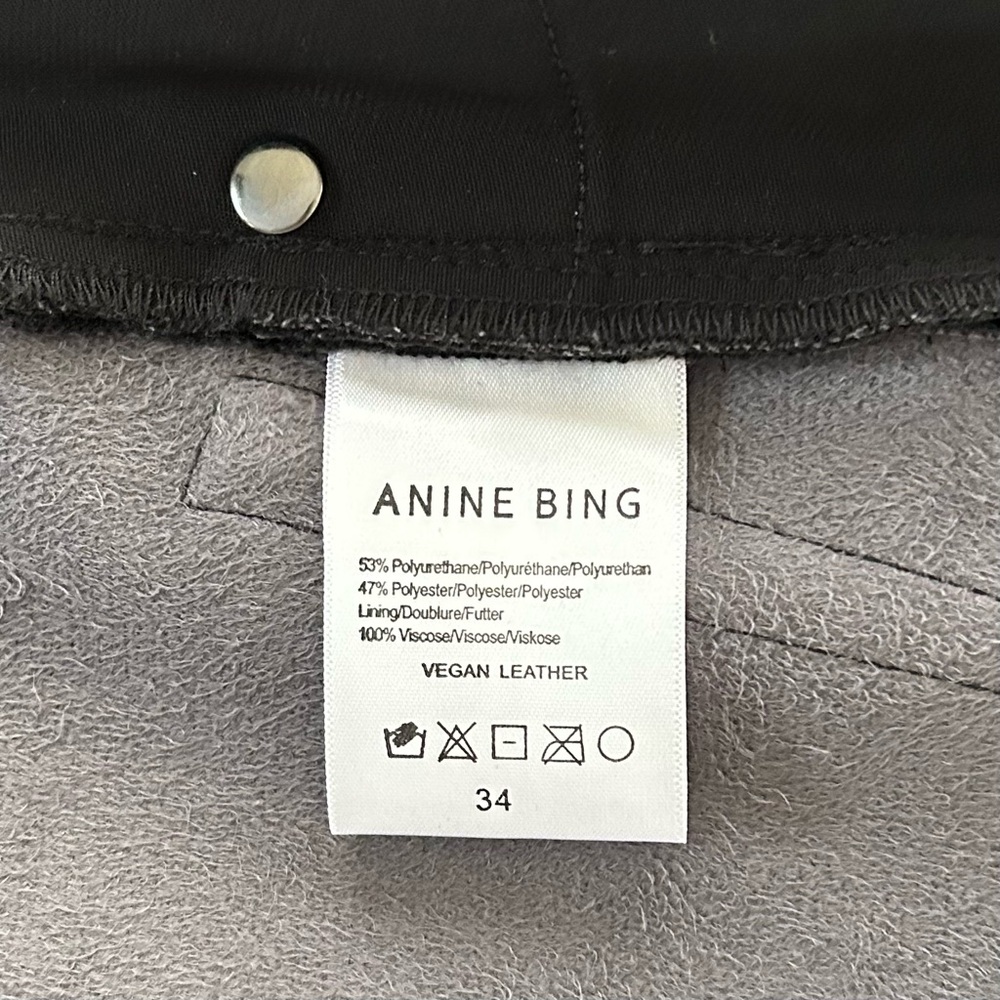 ANINE BING
53% Polyurethane/Polyuréthane/Polyurethan
47% Polyester/Polyester/Polyester
Lining/Doublure/Futter
100% Viscose/Viscose/Viskose
VEGAN LEATHER
34